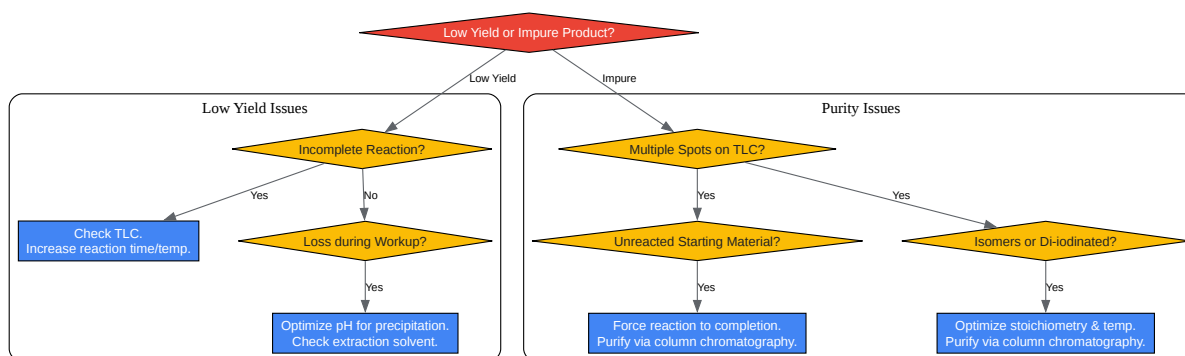 Low Yield or Impure Product?
Low Yield
Impure
Low Yield Issues
Purity Issues
Incomplete Reaction?
Multiple Spots on TLC?
Yes
No
Yes
Yes
Check TLC.
Increase reaction time/temp.
Loss during Workup?
Unreacted Starting Material?
Isomers or Di-iodinated?
Yes
Yes
Yes
Optimize pH for precipitation.
Check extraction solvent.
Force reaction to completion.
Purify via column chromatography.
Optimize stoichiometry & temp.
Purify via column chromatography.